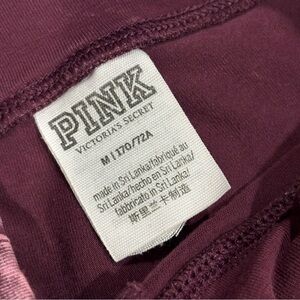 PINK
VICTORIA'S SECRET
M | 170/72A
made in Sri Lanka/fabriqué au
Sri Lanka/hecho en Sri Lanka/
fabbricato in Sri Lanka/
斯里兰卡制造